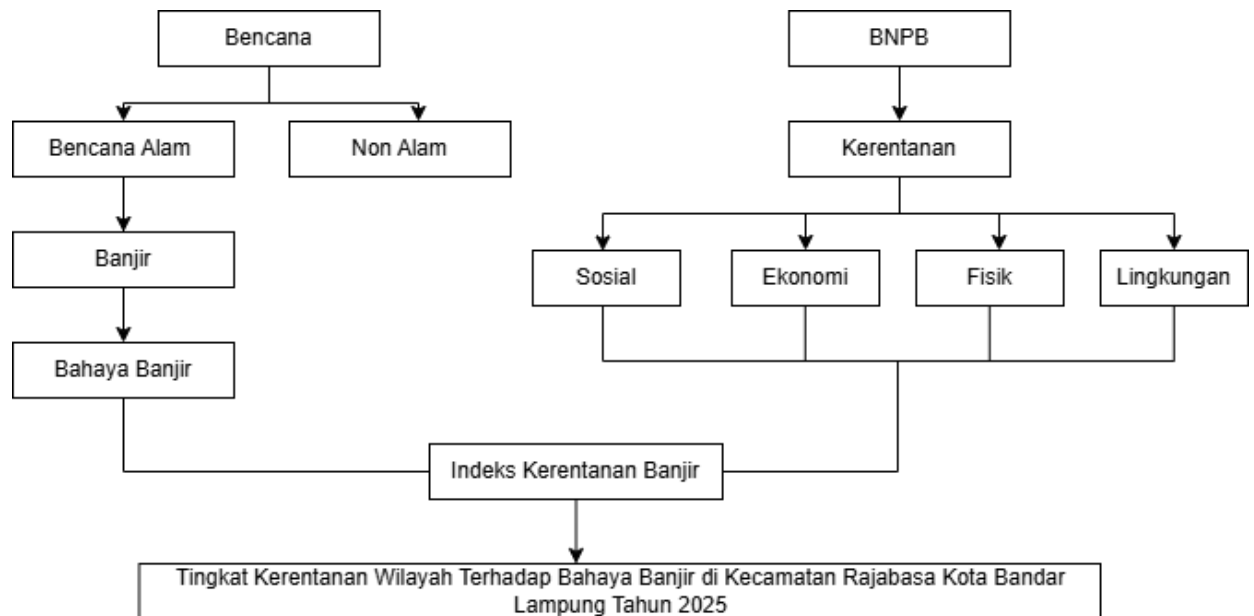 Bencana
BNPB
Bencana Alam
Non Alam
Kerentanan
Banjir
Sosial
Ekonomi
Fisik
Lingkungan
Bahaya Banjir
Indeks Kerentanan Banjir
Tingkat Kerentanan Wilayah Terhadap Bahaya Banjir di Kecamatan Rajabasa Kota Bandar
Lampung Tahun 2025